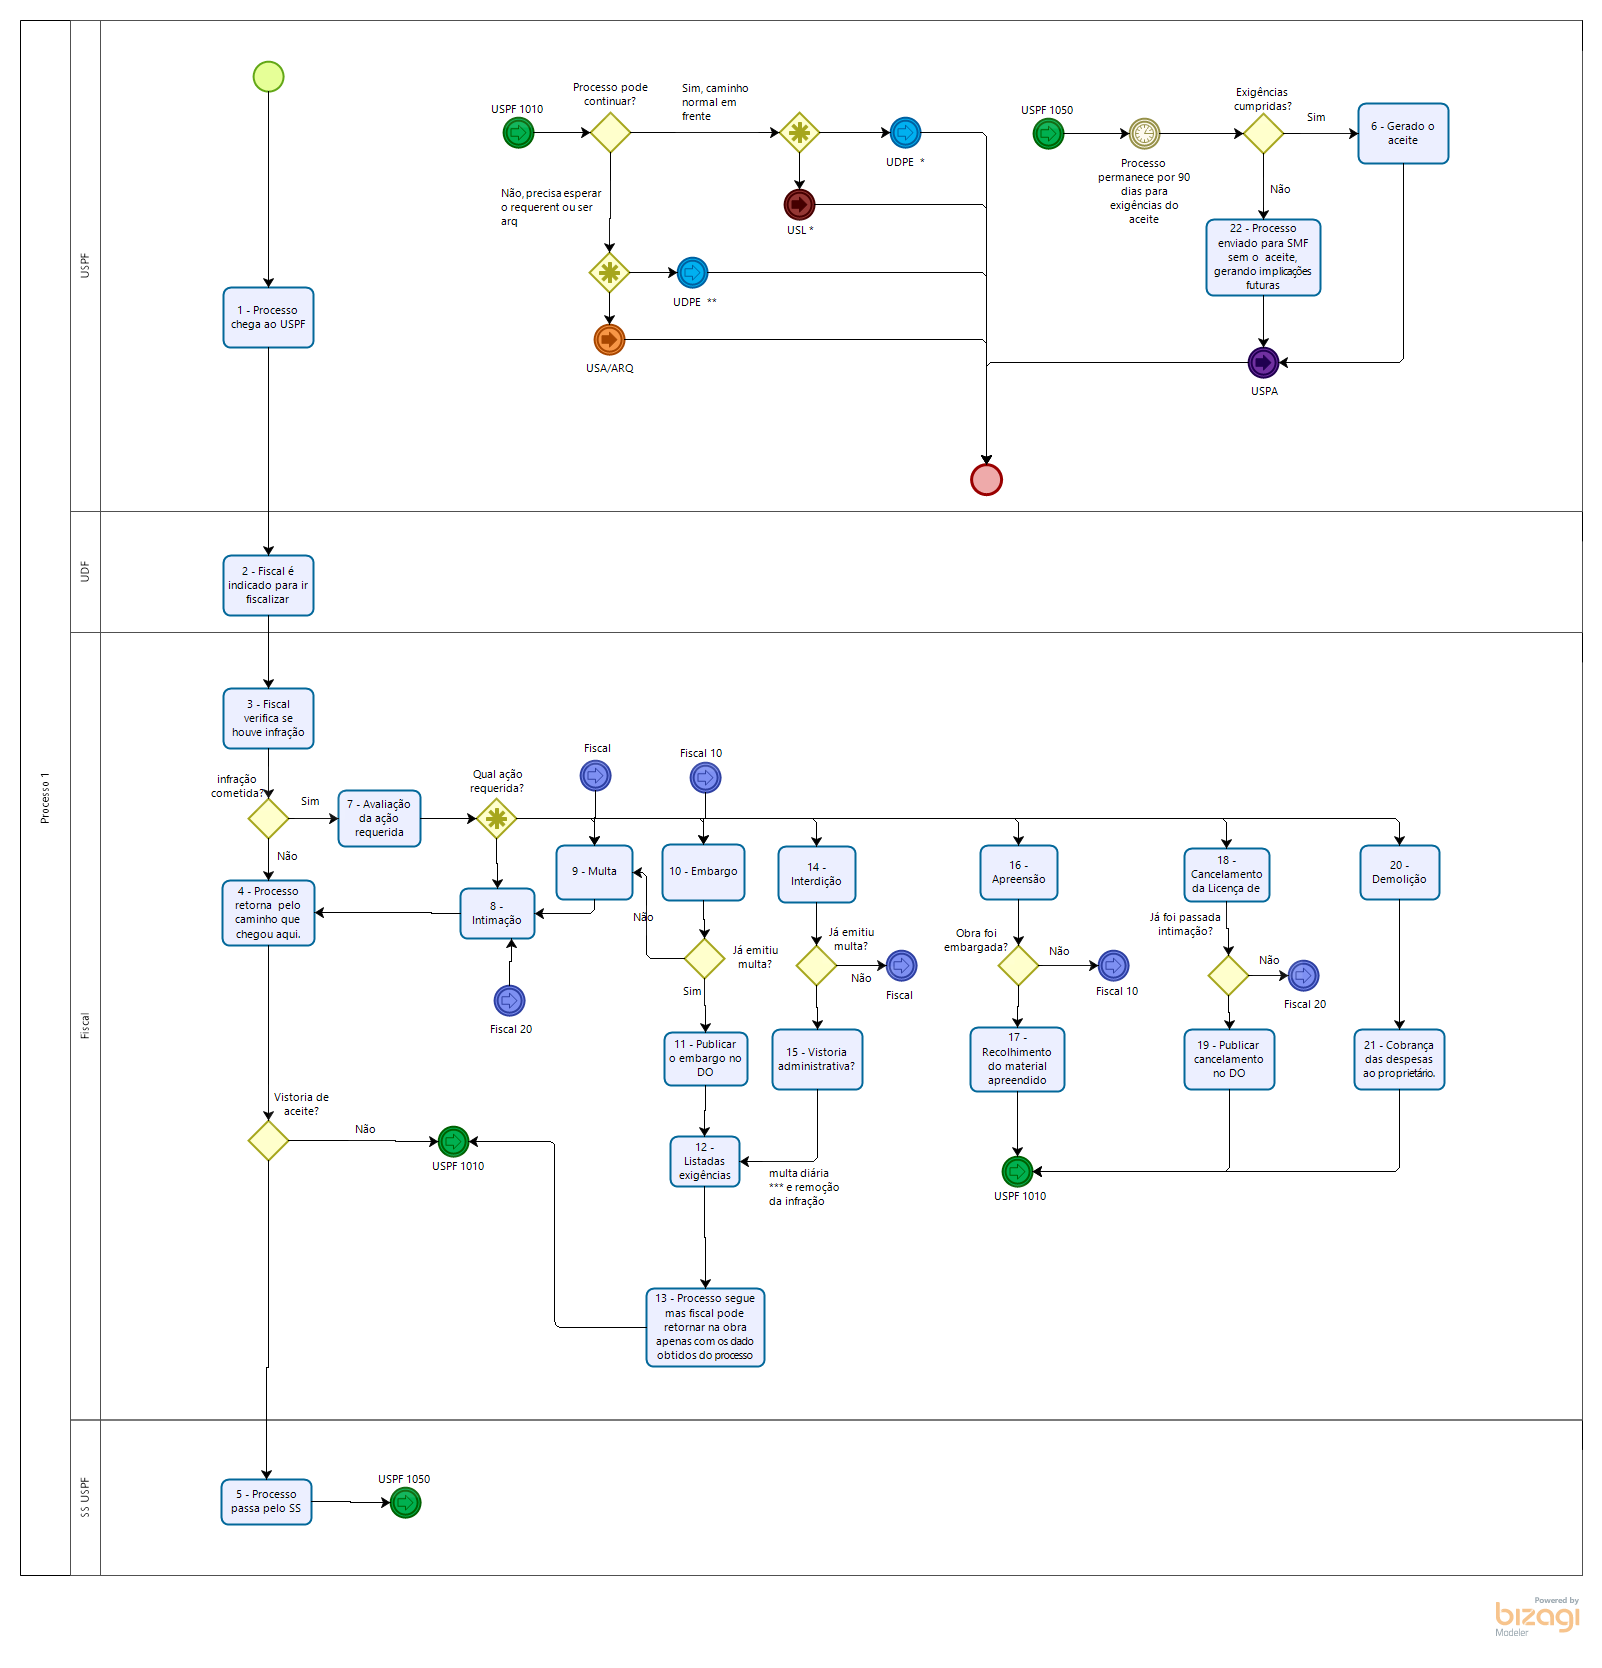 Processo 1
USPF
USPF 1010
Processo pode
continuar?
Sim, caminho
normal em
frente
UDPE *
USL *
Não, precisa esperar
o requerent ou ser
arq
UDPE **
USA/ARQ
USPF 1050
Processo
permanece por 90
dias para
exigências do
aceite
Exigências
cumpridas?
Sim
6 - Gerado o
aceite
Não
22 - Processo
enviado para SMF
sem o aceite,
gerando implicações
futuras
USPA
1 - Processo
chega ao USPF
UDF
2 - Fiscal é
indicado para ir
fiscalizar
Fiscal
3 - Fiscal
verifica se
houve infração
infração
cometida?
Sim
Não
7 - Avaliação
da ação
requerida
Qual ação
requerida?
Fiscal
Fiscal 10
4 - Processo
retorna pelo
caminho que
chegou aqui.
8 -
Intimação
Fiscal 20
9 - Multa
10 - Embargo
Não
Já emitiu
multa?
Sim
11 - Publicar
o embargo no
DO
12 -
Listadas
exigências
13 - Processo segue
mas fiscal pode
retornar na obra
apenas com os dado
obtidos do processo
14 -
Interdição
Já emitiu
multa?
Não
Fiscal
15 - Vistoria
administrativa?
multa diária
*** e remoção
da infração
16 -
Apreensão
Obra foi
embargada?
Não
Fiscal 10
17 -
Recolhimento
do material
apreendido
USPF 1010
18 -
Cancelamento
da Licença de
Já foi passada
intimação?
Não
Fiscal 20
19 - Publicar
cancelamento
no DO
20 -
Demolição
21 - Cobrança
das despesas
ao proprietário.
Vistoria de
aceite?
Não
USPF 1010
SS USPF
5 - Processo
passa pelo SS
USPF 1050
Powered by
bizagi
Modeler